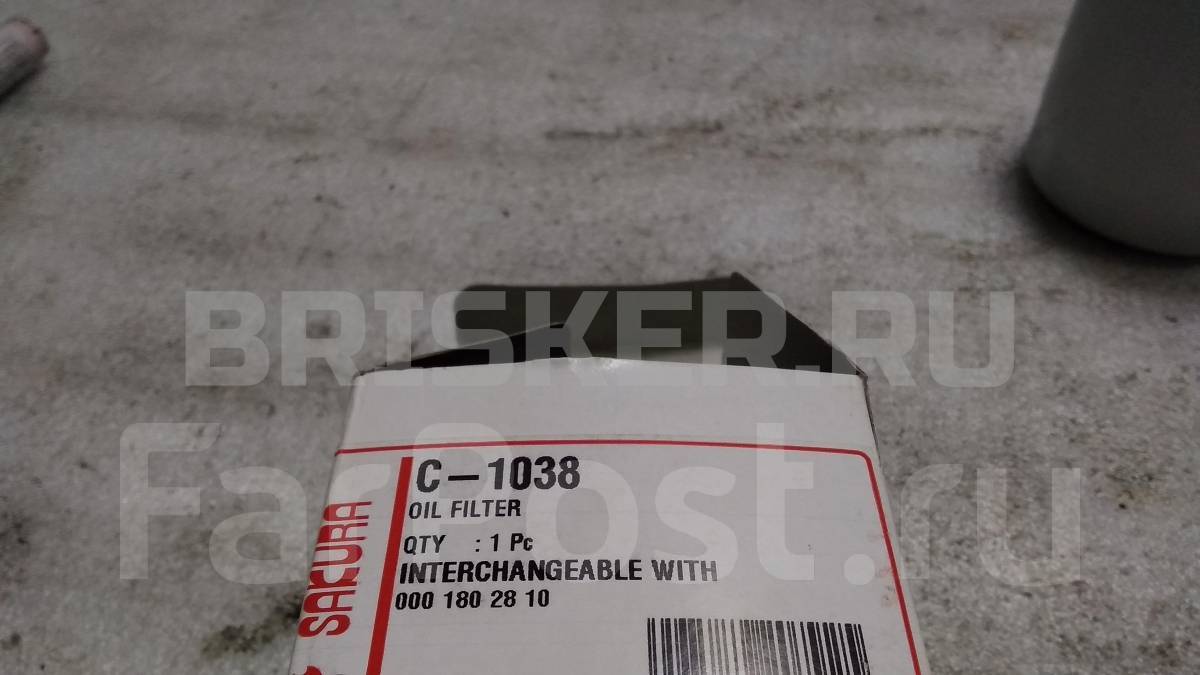 BRISKER.RU
FarPost.ru
C-1038
OIL FILTER
QTY : 1 Pc
INTERCHANGEABLE WITH
000 180 28 10
SAKURA